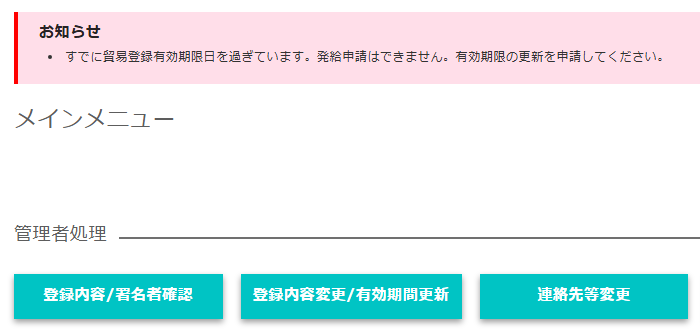 お知らせ
• すでに貿易登録有効期限日を過ぎています。発給申請はできません。有効期限の更新を申請してください。
メインメニュー
管理者処理
登録内容/署名者確認
登録内容変更/有効期間更新
連絡先等変更